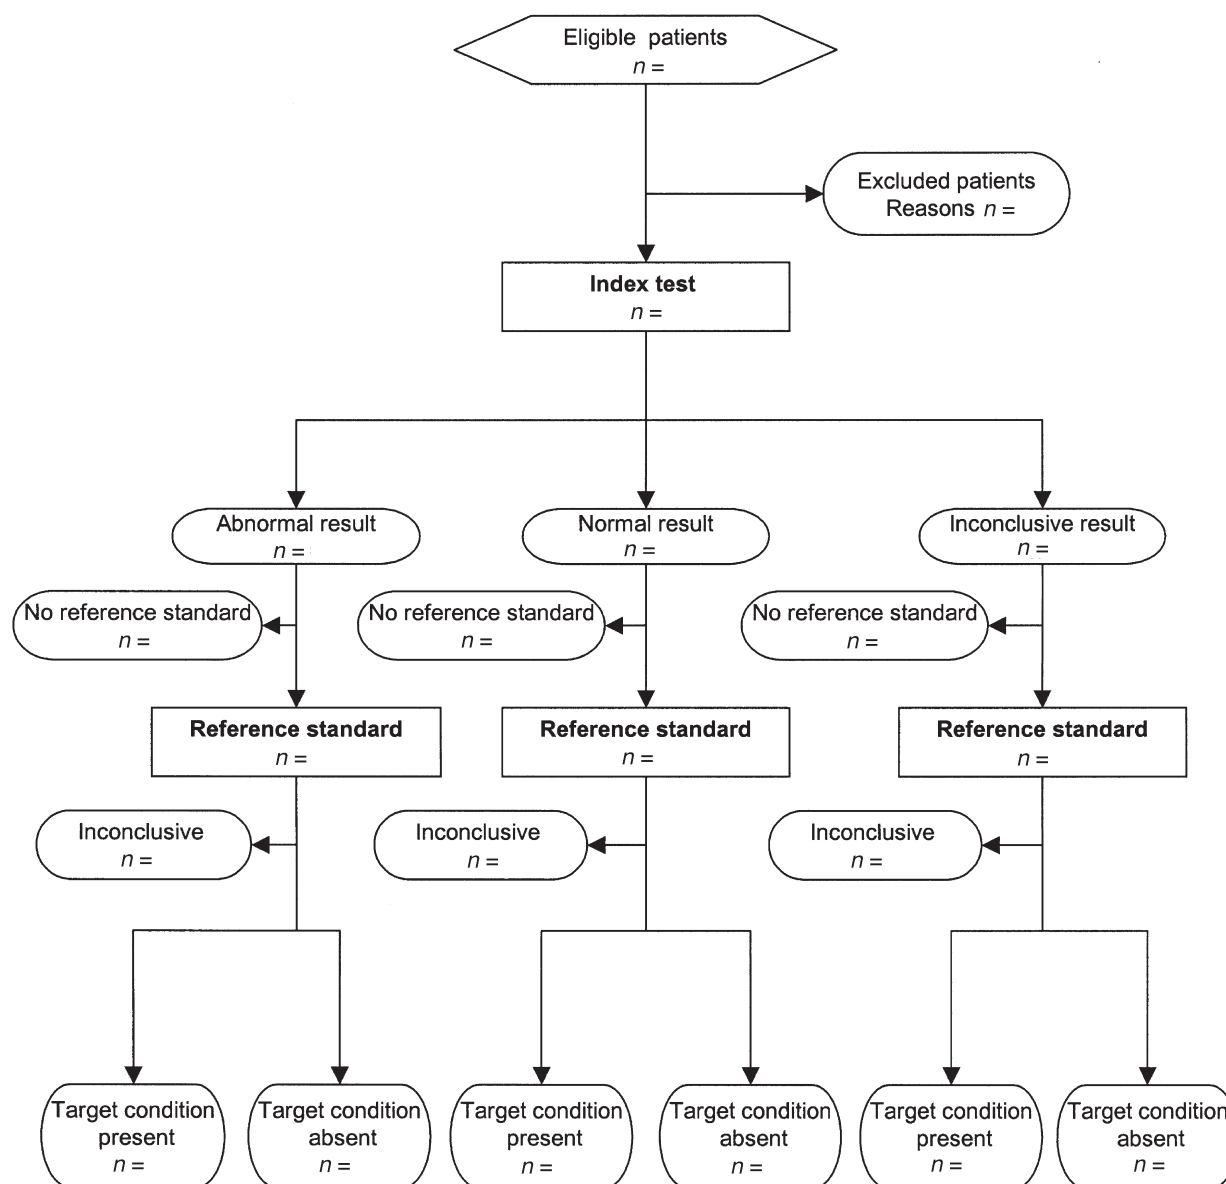 Eligible patients
n =
Excluded patients
Reasons n =
Index test
n =
Abnormal result
n =
Normal result
n =
Inconclusive result
n =
No reference standard
n =
No reference standard
n =
No reference standard
n =
Reference standard
n =
Reference standard
n =
Reference standard
n =
Inconclusive
n =
Inconclusive
n =
Inconclusive
n =
Target condition
present
n =
Target condition
absent
n =
Target condition
present
n =
Target condition
absent
n =
Target condition
present
n =
Target condition
absent
n =